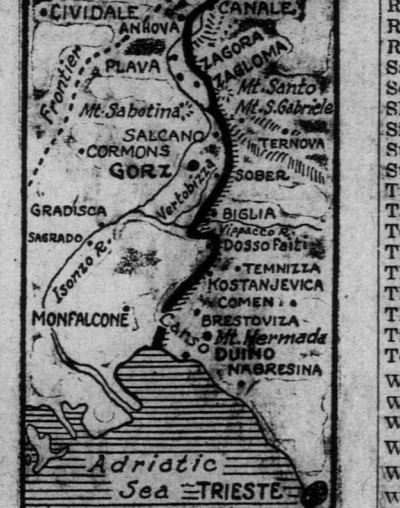 CIVIDALE
CANALE
ANHOVA
ZAGORA
PLAVA
ZAGLOMA
Frontier
Mt. Santo
Mt. Sabotina
Mt. S. Gabriele
SALCANO
TERNOVA
CORMONS
GORZ
SOBER
Vertobizza
GRADISCA
BIGLIA
Vippacco R.
SAGRADO
DOSSO FAITI
Isonzo R.
TEMNIZZA
KOSTANJEVICA
COMEN
MONFALCONE
BRESTOVIZA
Carso
Mt. Hermada
DUINO
NABRESINA
Adriatic
Sea
TRIESTE